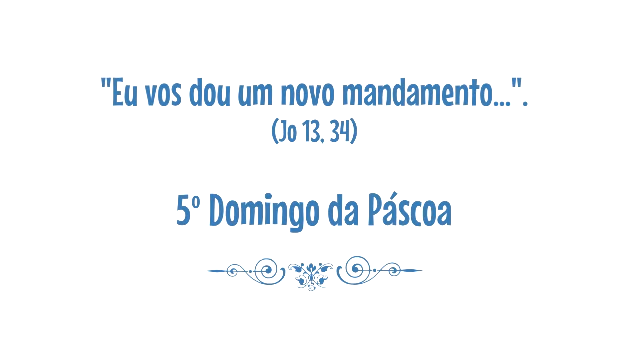 "Eu vos dou um novo mandamento...".
(Jo 13, 34)
5º Domingo da Páscoa